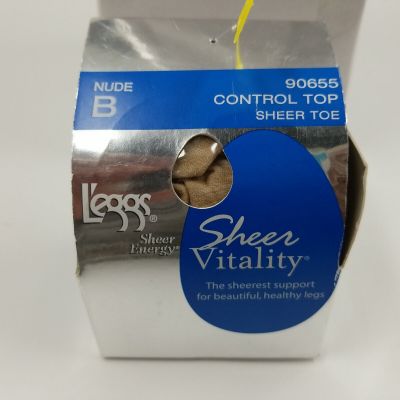 NUDE
B
90655
CONTROL TOP
SHEER TOE
L'eggs®
Sheer
Energy®
Sheer
Vitality®
The sheerest support
for beautiful, healthy legs